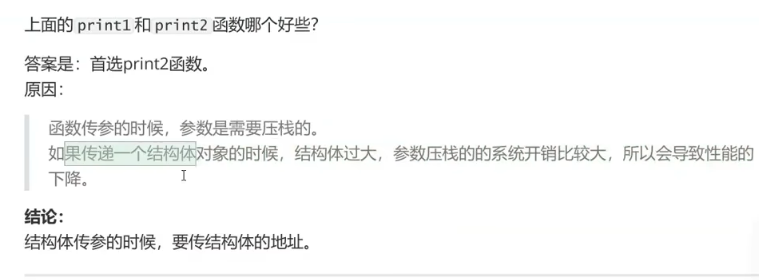 上面的 print1 和 print2 函数哪个好些？
答案是：首选print2函数。
原因：
函数传参的时候，参数是需要压栈的。
如果传递一个结构体对象的时候，结构体过大，参数压栈的的系统开销比较大，所以会导致性能的
下降。
结论：
结构体传参的时候，要传结构体的地址。